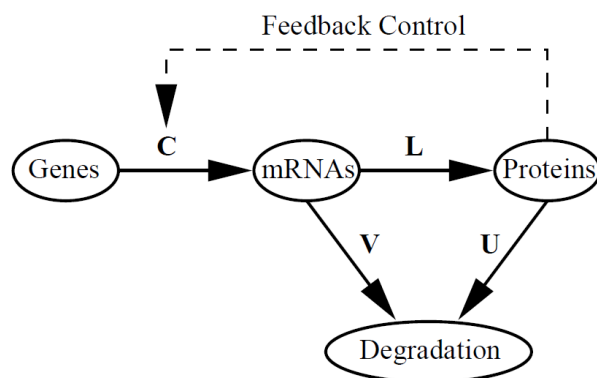 Feedback Control
C
Genes
mRNAs
L
Proteins
V
U
Degradation